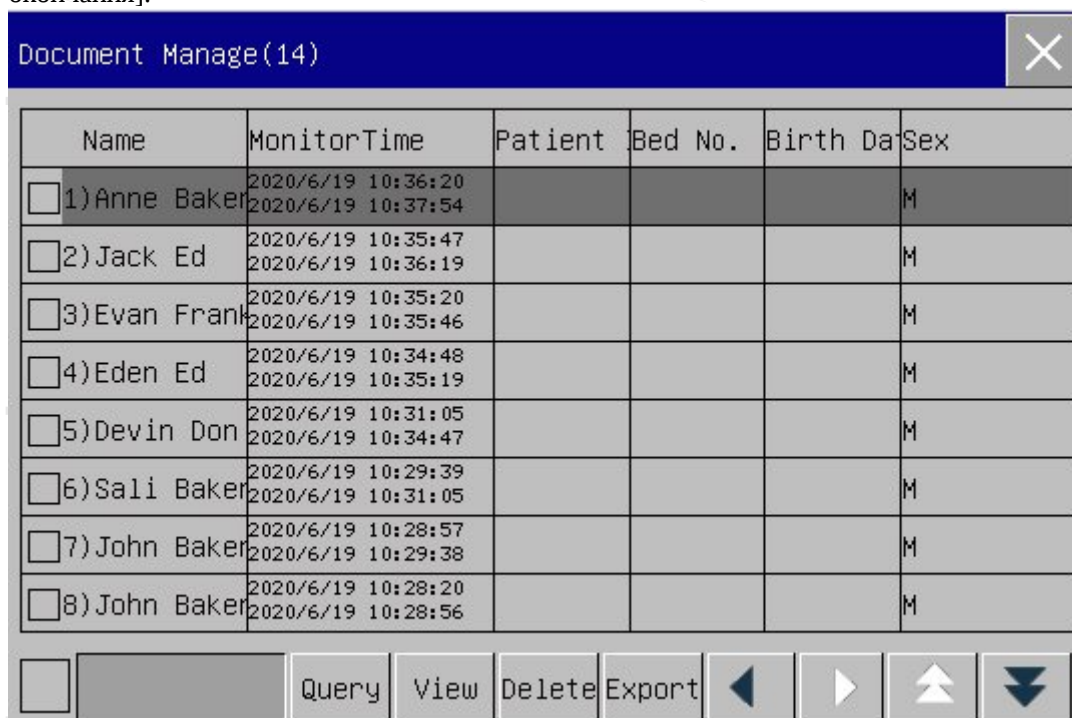 Document Manage(14)
Name MonitorTime Patient Bed No. Birth Da Sex
1)Anne Baker 2020/6/19 10:36:20 2020/6/19 10:37:54 M
2)Jack Ed 2020/6/19 10:35:47 2020/6/19 10:36:19 M
3)Evan Frank 2020/6/19 10:35:20 2020/6/19 10:35:46 M
4)Eden Ed 2020/6/19 10:34:48 2020/6/19 10:35:19 M
5)Devin Don 2020/6/19 10:31:05 2020/6/19 10:34:47 M
6)Sali Baker 2020/6/19 10:29:39 2020/6/19 10:31:05 M
7)John Baker 2020/6/19 10:28:57 2020/6/19 10:29:38 M
8)John Baker 2020/6/19 10:28:20 2020/6/19 10:28:56 M
Query View Delete Export